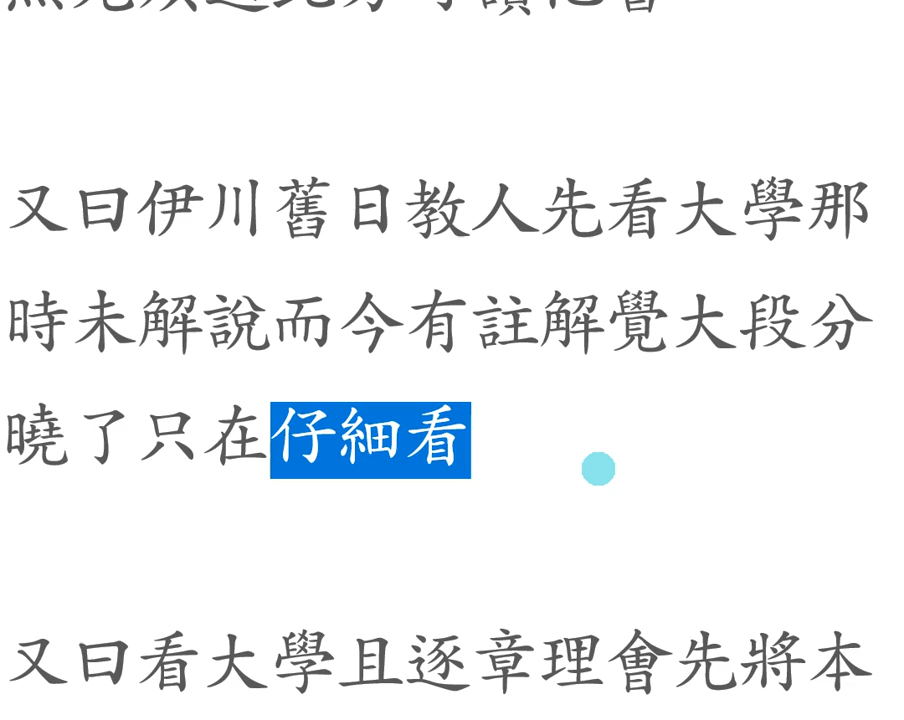 又曰伊川舊日教人先看大學那
時未解說而今有註解覺大段分
曉了只在仔細看
又曰看大學且逐章理會先將本